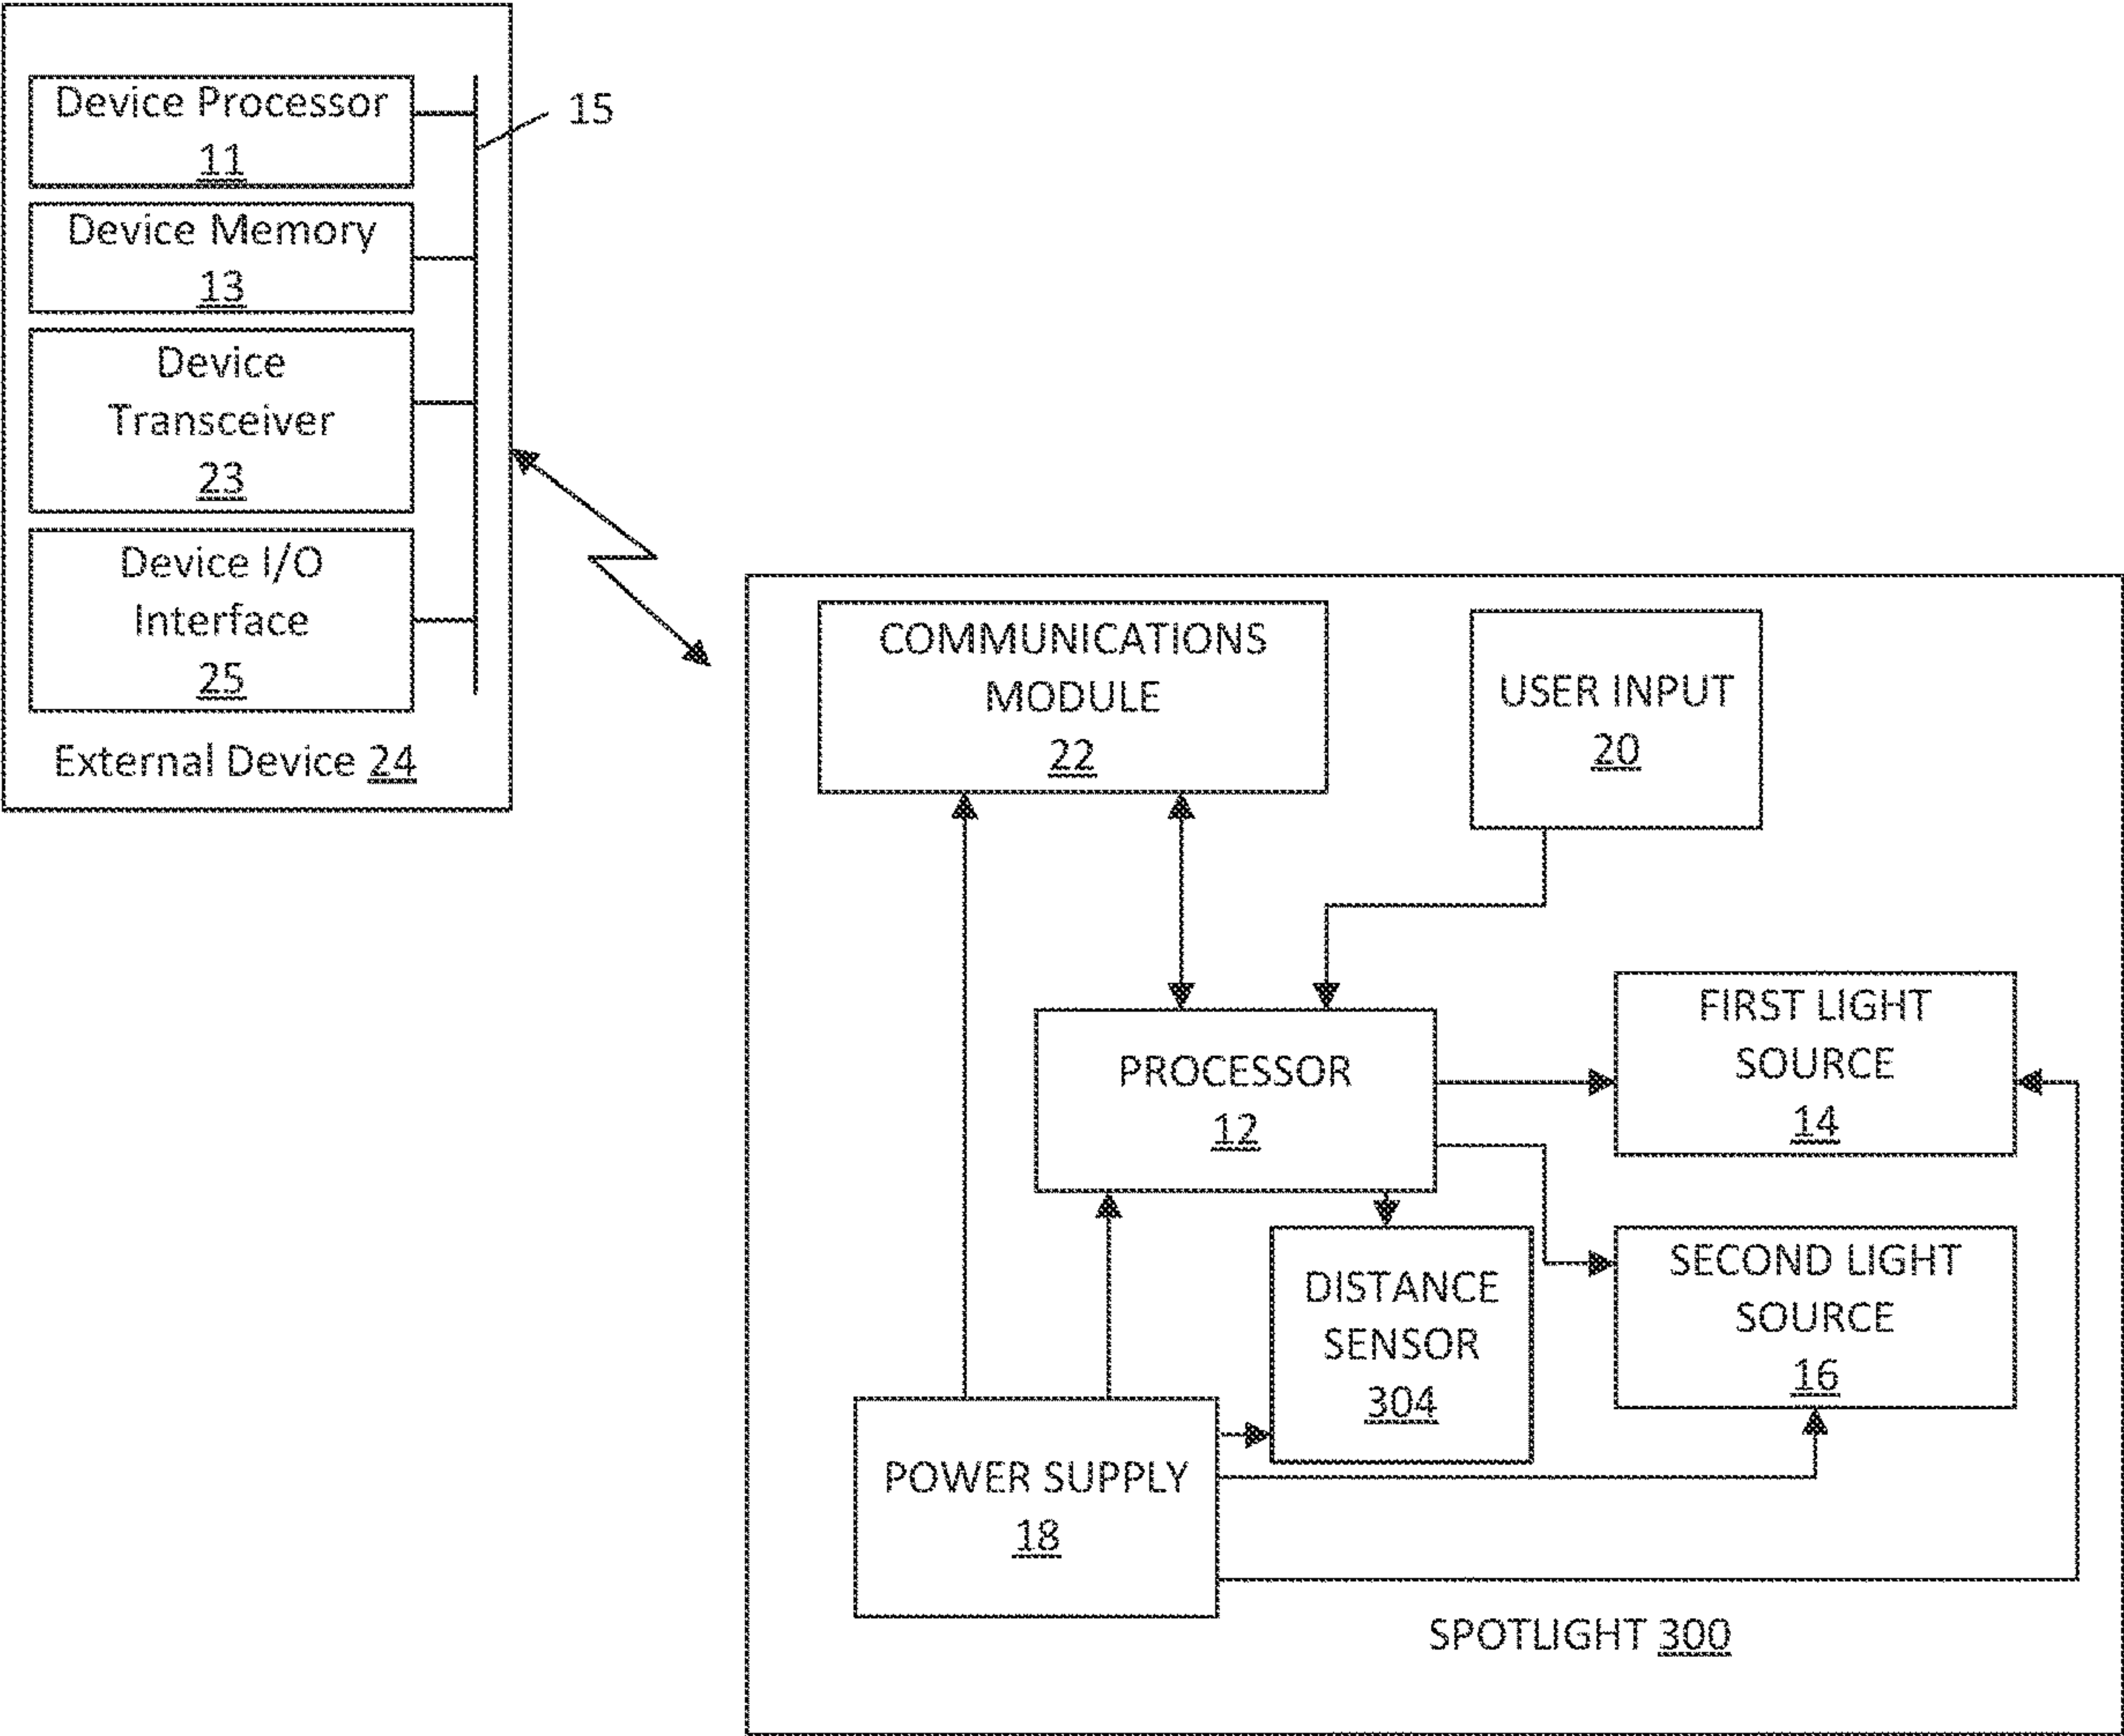 Device Processor
11
15
Device Memory
13
Device
Transceiver
23
Device I/O
Interface
25
External Device 24
COMMUNICATIONS
MODULE
22
USER INPUT
20
PROCESSOR
12
FIRST LIGHT
SOURCE
14
DISTANCE
SENSOR
304
SECOND LIGHT
SOURCE
16
POWER SUPPLY
18
SPOTLIGHT 300